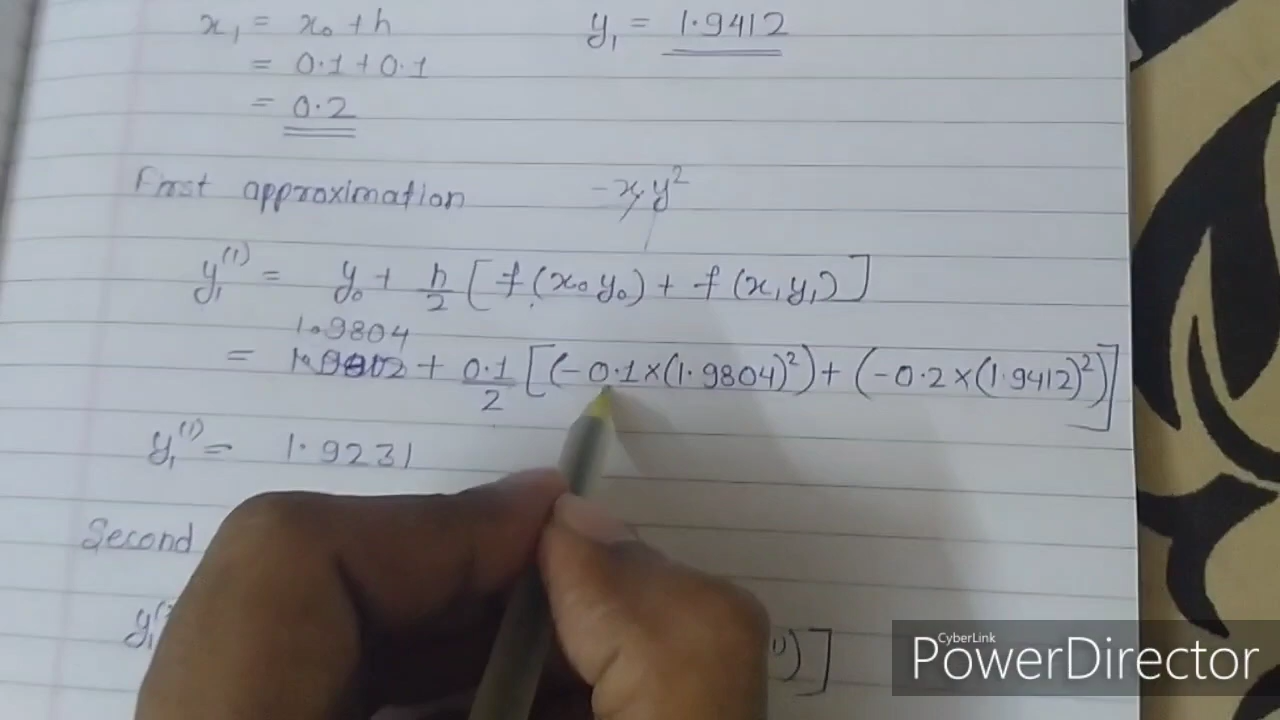 x₁ = x₀ + h y₁ = 1.9412
= 0.1 + 0.1
= 0.2
First approximation -x,y²
y₁⁽¹⁾ = y₀ + h/2 [f(x₀ y₀) + f(x₁ y₁)]
1.9804
= + 0.1/2 [(-0.1×(1.9804)²) + (-0.2×(1.9412)²)]
y₁⁽¹⁾ = 1.9231
Second
y₁
)]
CyberLink
PowerDirector